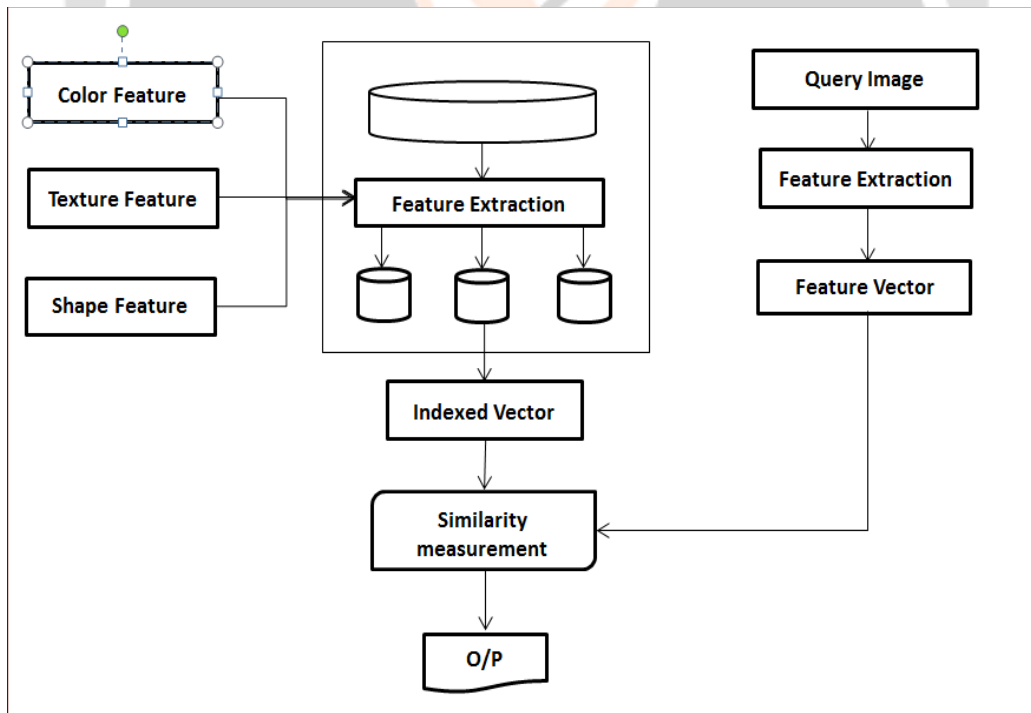 Color Feature
Texture Feature
Shape Feature
Feature Extraction
Indexed Vector
Similarity
measurement
O/P
Query Image
Feature Extraction
Feature Vector